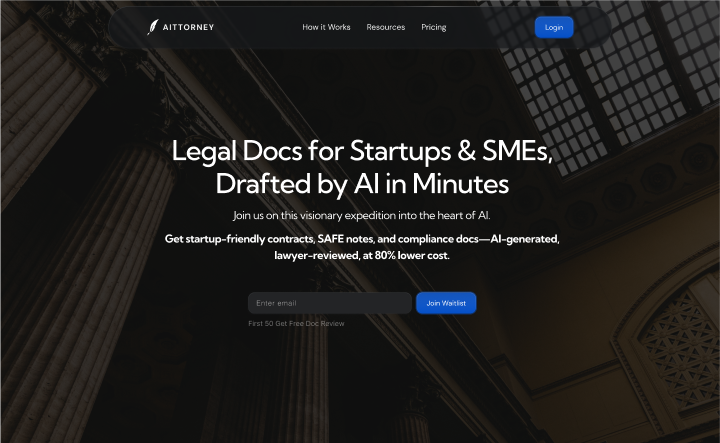 AITTORNEY
How it Works
Resources
Pricing
Login
Legal Docs for Startups & SMEs,
Drafted by AI in Minutes
Join us on this visionary expedition into the heart of AI.
Get startup-friendly contracts, SAFE notes, and compliance docs—AI-generated,
lawyer-reviewed, at 80% lower cost.
Enter email
Join Waitlist
First 50 Get Free Doc Review